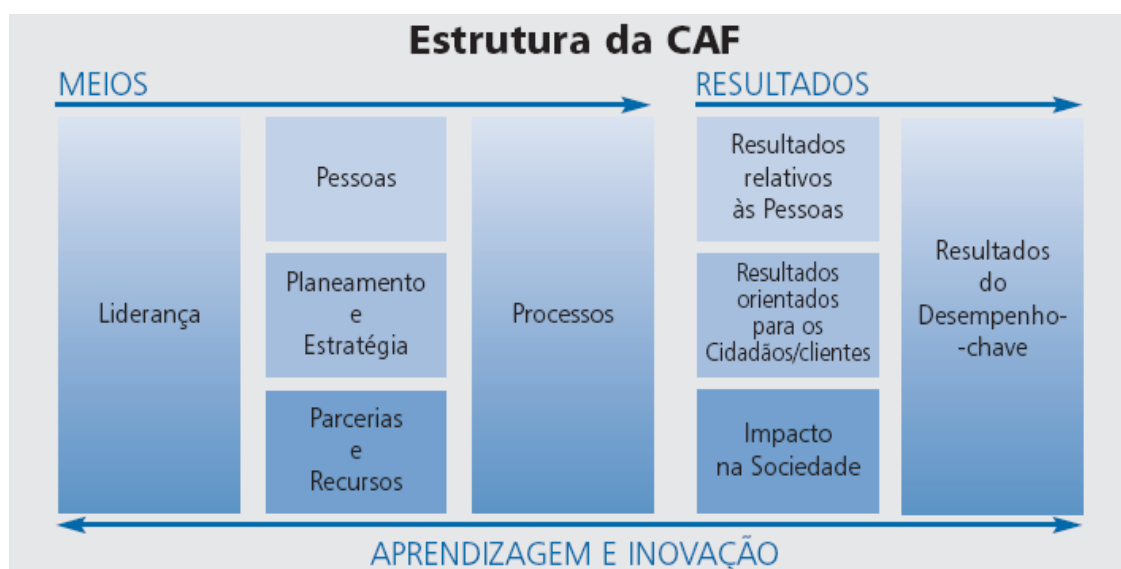 Estrutura da CAF
MEIOS
RESULTADOS
Liderança
Pessoas
Planeamento
e
Estratégia
Parcerias
e
Recursos
Processos
Resultados
relativos
às Pessoas
Resultados
orientados
para os
Cidadãos/clientes
Impacto
na Sociedade
Resultados
do
Desempenho-
-chave
APRENDIZAGEM E INOVAÇÃO